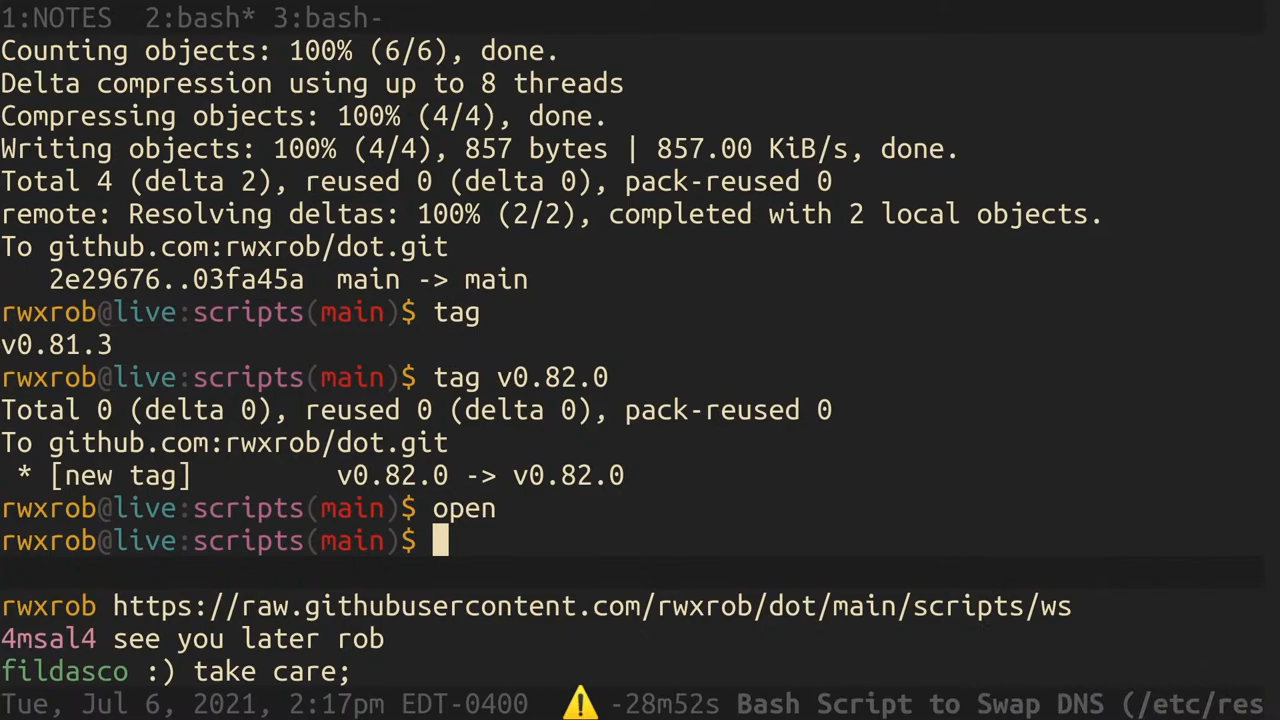 1:NOTES  2:bash* 3:bash-
Counting objects: 100% (6/6), done.
Delta compression using up to 8 threads
Compressing objects: 100% (4/4), done.
Writing objects: 100% (4/4), 857 bytes | 857.00 KiB/s, done.
Total 4 (delta 2), reused 0 (delta 0), pack-reused 0
remote: Resolving deltas: 100% (2/2), completed with 2 local objects.
To github.com:rwxrob/dot.git
   2e29676..03fa45a  main -> main
rwxrob@live:scripts(main)$ tag
v0.81.3
rwxrob@live:scripts(main)$ tag v0.82.0
Total 0 (delta 0), reused 0 (delta 0), pack-reused 0
To github.com:rwxrob/dot.git
 * [new tag]         v0.82.0 -> v0.82.0
rwxrob@live:scripts(main)$ open
rwxrob@live:scripts(main)$
rwxrob https://raw.githubusercontent.com/rwxrob/dot/main/scripts/ws
4msal4 see you later rob
fildasco :) take care;
Tue, Jul 6, 2021, 2:17pm EDT-0400  ⚠️ -28m52s Bash Script to Swap DNS (/etc/res